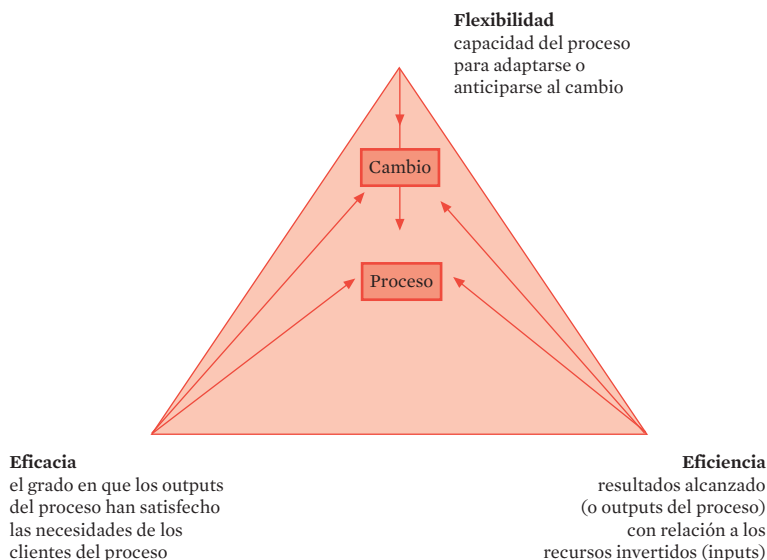 Flexibilidad
capacidad del proceso
para adaptarse o
anticiparse al cambio
Cambio
Proceso
Eficacia
el grado en que los outputs
del proceso han satisfecho
las necesidades de los
clientes del proceso
Eficiencia
resultados alcanzado
(o outputs del proceso)
con relación a los
recursos invertidos (inputs)